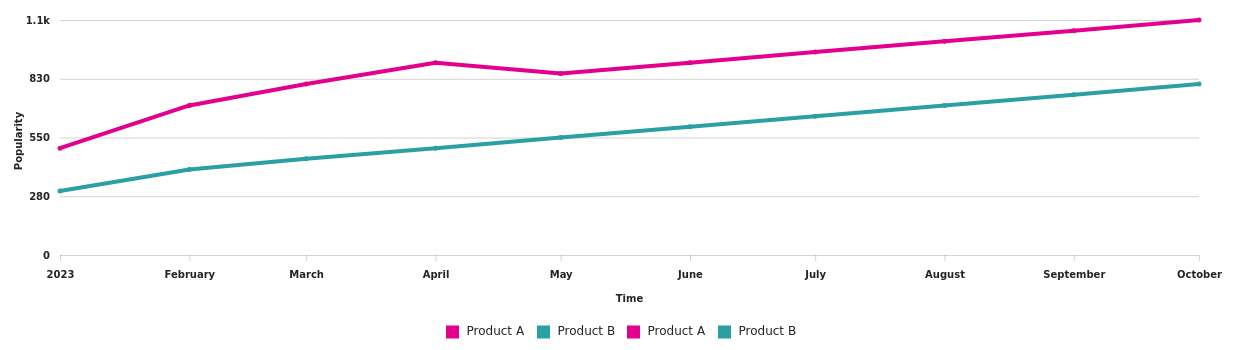 1.1k
830
550
280
0
Popularity
2023 February March April May June July August September October
Time
Product A Product B Product A Product B